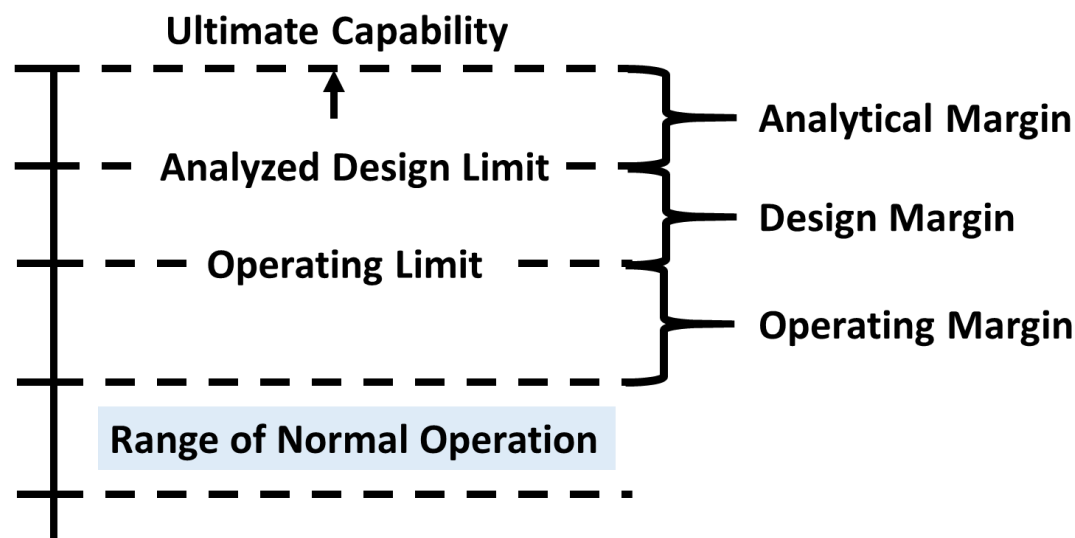 Ultimate Capability
Analytical Margin
Analyzed Design Limit
Design Margin
Operating Limit
Operating Margin
Range of Normal Operation